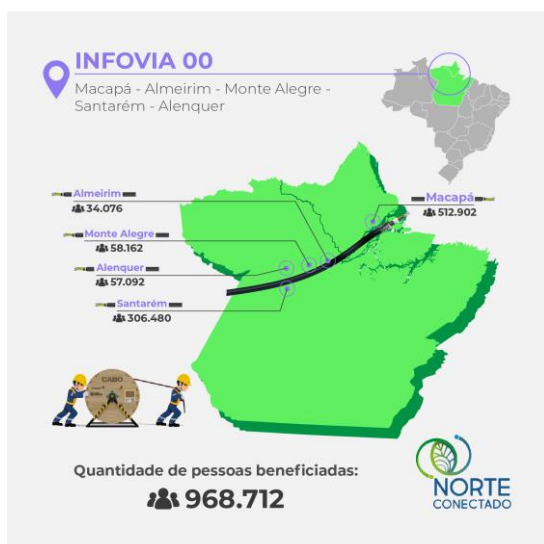 INFOVIA 00
Macapá - Almeirim - Monte Alegre -
Santarém - Alenquer
Almeirim
34.076
Macapá
512.902
Monte Alegre
58.162
Alenquer
57.092
Santarém
306.480
CABO
Quantidade de pessoas beneficiadas:
968.712
NORTE
CONECTADO